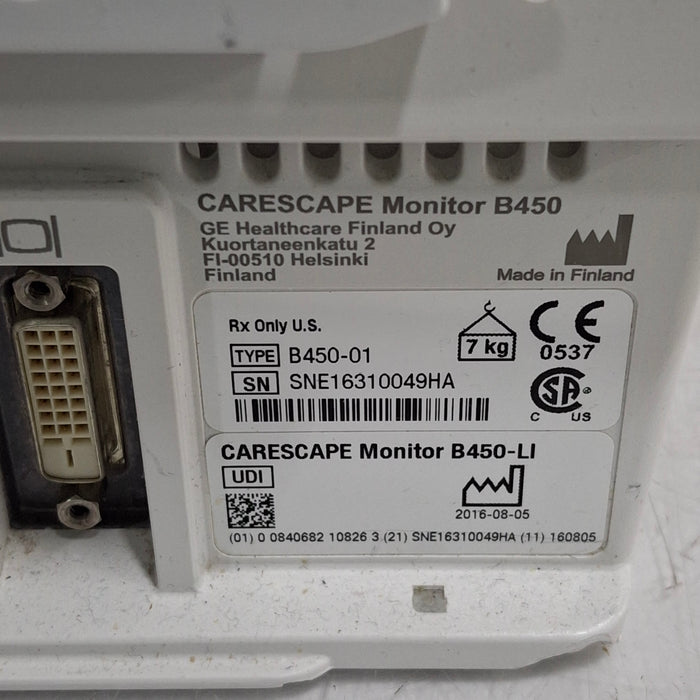 CARESCAPE Monitor B450
GE Healthcare Finland Oy
Kuortaneenkatu 2
FI-00510 Helsinki
Finland
Made in Finland
Rx Only U.S.
7 kg
CE
0537
TYPE B450-01
SN SNE16310049HA
CSA
C US
CARESCAPE Monitor B450-LI
UDI
2016-08-05
(01) 0 0840682 10826 3 (21) SNE16310049HA (11) 160805